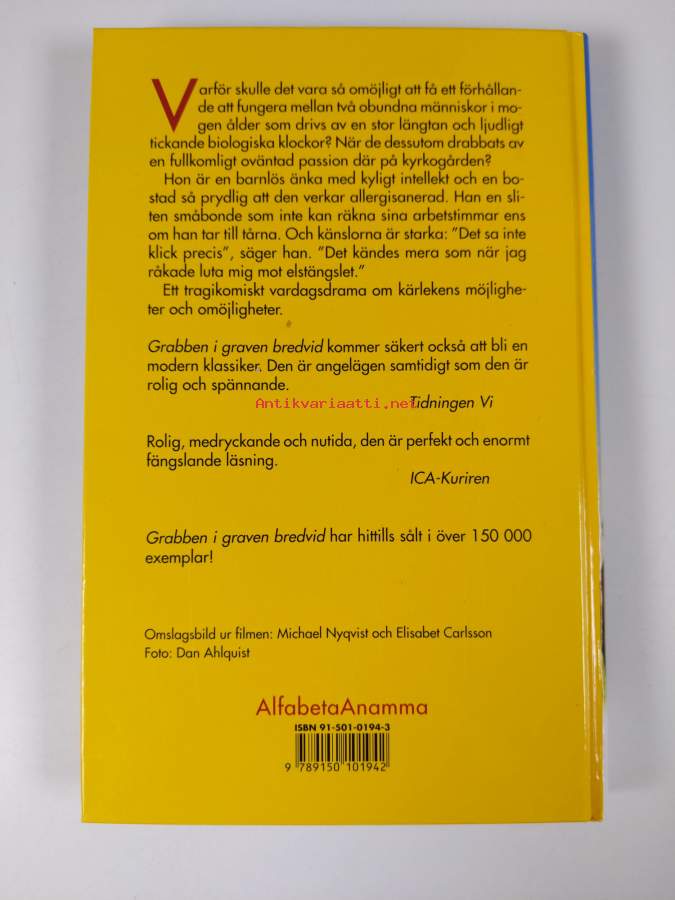 Varför skulle det vara så omöjligt att få ett förhållan-
de att fungera mellan två obundna människor i mo-
gen ålder som drivs av en stor längtan och ljudligt
tickande biologiska klockor? När de dessutom drabbats av
en fullkomligt oväntad passion där på kyrkogården?
Hon är en barnlös änka med kyligt intellekt och en bo-
stad så prydlig att den verkar allergisanerad. Han en sli-
ten småbonde som inte kan räkna sina arbetstimmar ens
om han tar till tårna. Och känslorna är starka: ”Det sa inte
klick precis”, säger han. ”Det kändes mera som när jag
råkade luta mig mot elstängslet.”
Ett tragikomiskt vardagsdrama om kärlekens möjlighe-
ter och omöjligheter.
Grabben i graven bredvid kommer säkert också att bli en
modern klassiker. Den är angelägen samtidigt som den är
rolig och spännande.
Antikvariaatti.net
Tidningen Vi
Rolig, medryckande och nutida, den är perfekt och enormt
fängslande läsning.
ICA-Kuriren
Grabben i graven bredvid har hittills sålt i över 150 000
exemplar!
Omslagsbild ur filmen: Michael Nyqvist och Elisabet Carlsson
Foto: Dan Ahlquist
AlfabetaAnamma
ISBN 91-501-0194-3
9 789150 101942